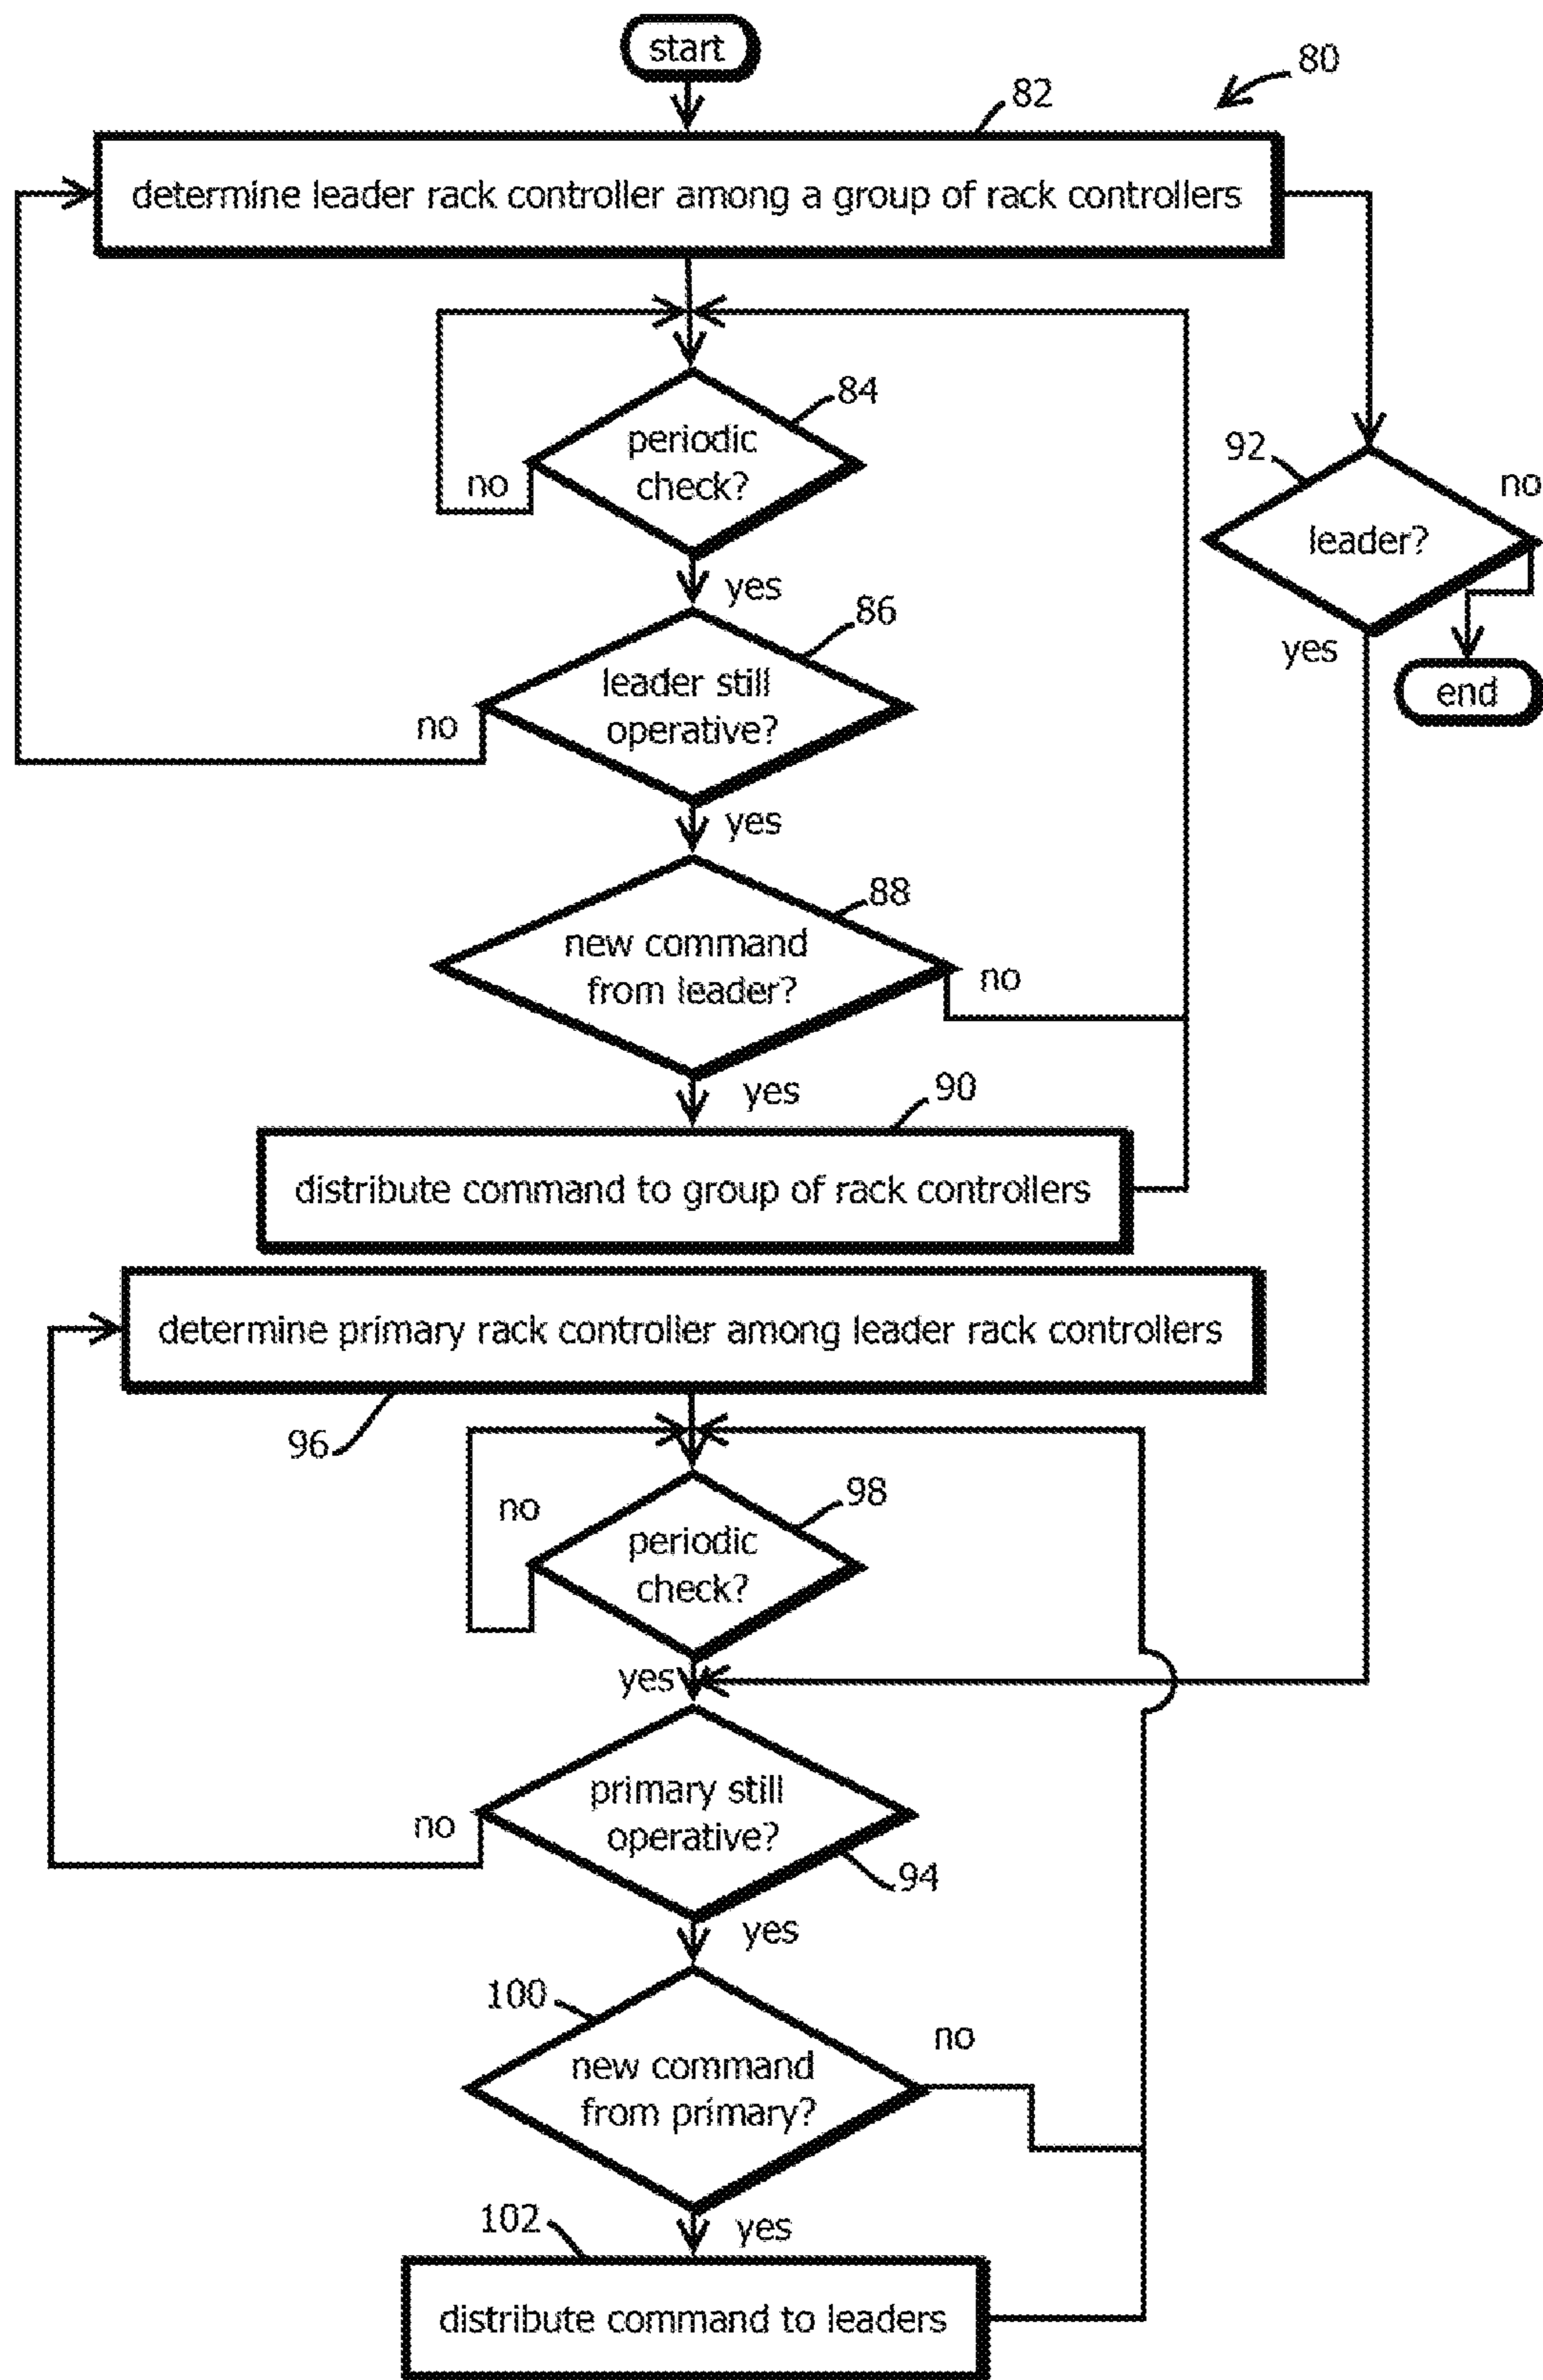 start
80
82
determine leader rack controller among a group of rack controllers
84
periodic
check?
no
92
no
leader?
yes
86
yes
end
leader still
operative?
no
yes
88
new command
from leader?
no
yes
90
distribute command to group of rack controllers
determine primary rack controller among leader rack controllers
96
98
no
periodic
check?
yes
primary still
operative?
no
94
yes
100
no
new command
from primary?
102
yes
distribute command to leaders